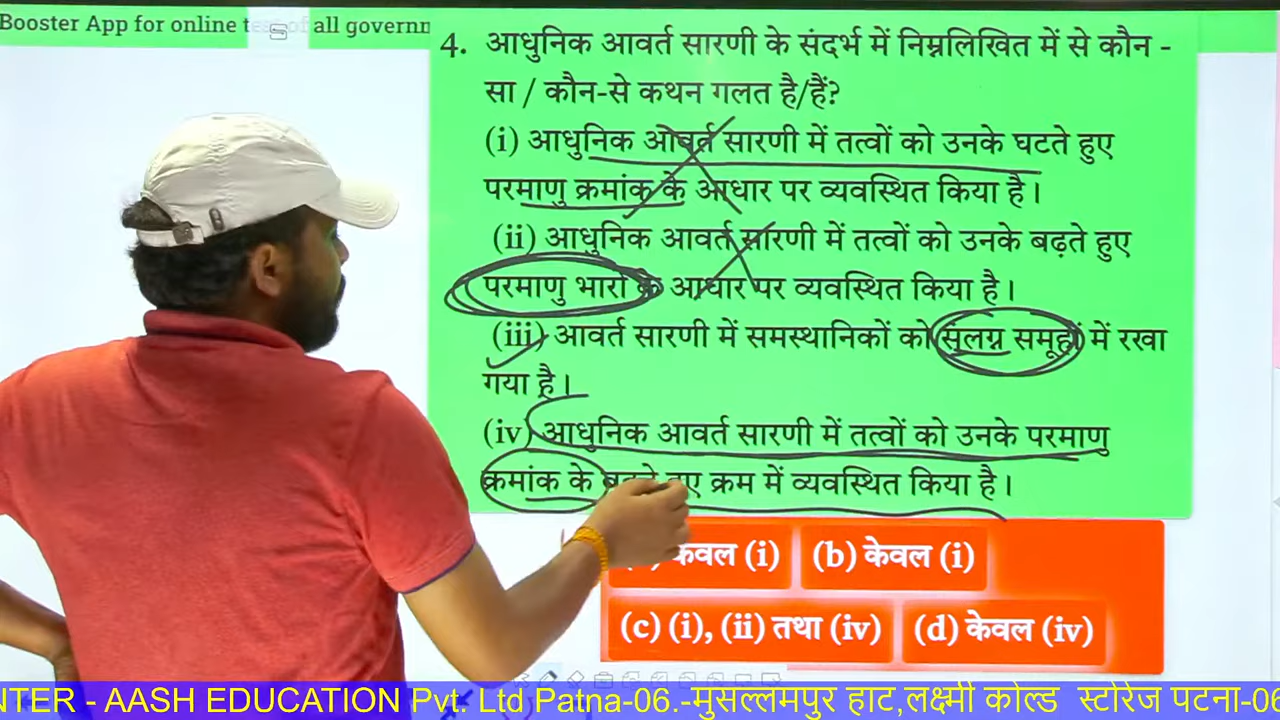 Booster App for online test of all governn
4. आधुनिक आवर्त सारणी के संदर्भ में निम्नलिखित में से कौन -
सा / कौन-से कथन गलत है/हैं?
(i) आधुनिक आवर्त सारणी में तत्वों को उनके घटते हुए
परमाणु क्रमांक के आधार पर व्यवस्थित किया है।
(ii) आधुनिक आवर्त सारणी में तत्वों को उनके बढ़ते हुए
परमाणु भारों के आधार पर व्यवस्थित किया है।
(iii) आवर्त सारणी में समस्थानिकों को संलग्न समूहों में रखा
गया है।
(iv) आधुनिक आवर्त सारणी में तत्वों को उनके परमाणु
क्रमांक के बढ़ते हुए क्रम में व्यवस्थित किया है।
केवल (i) (b) केवल (i)
(c) (i), (ii) तथा (iv) (d) केवल (iv)
NTER - AASH EDUCATION Pvt. Ltd Patna-06.-मुसल्लमपुर हाट,लक्ष्मी कोल्ड स्टोरेज पटना-06